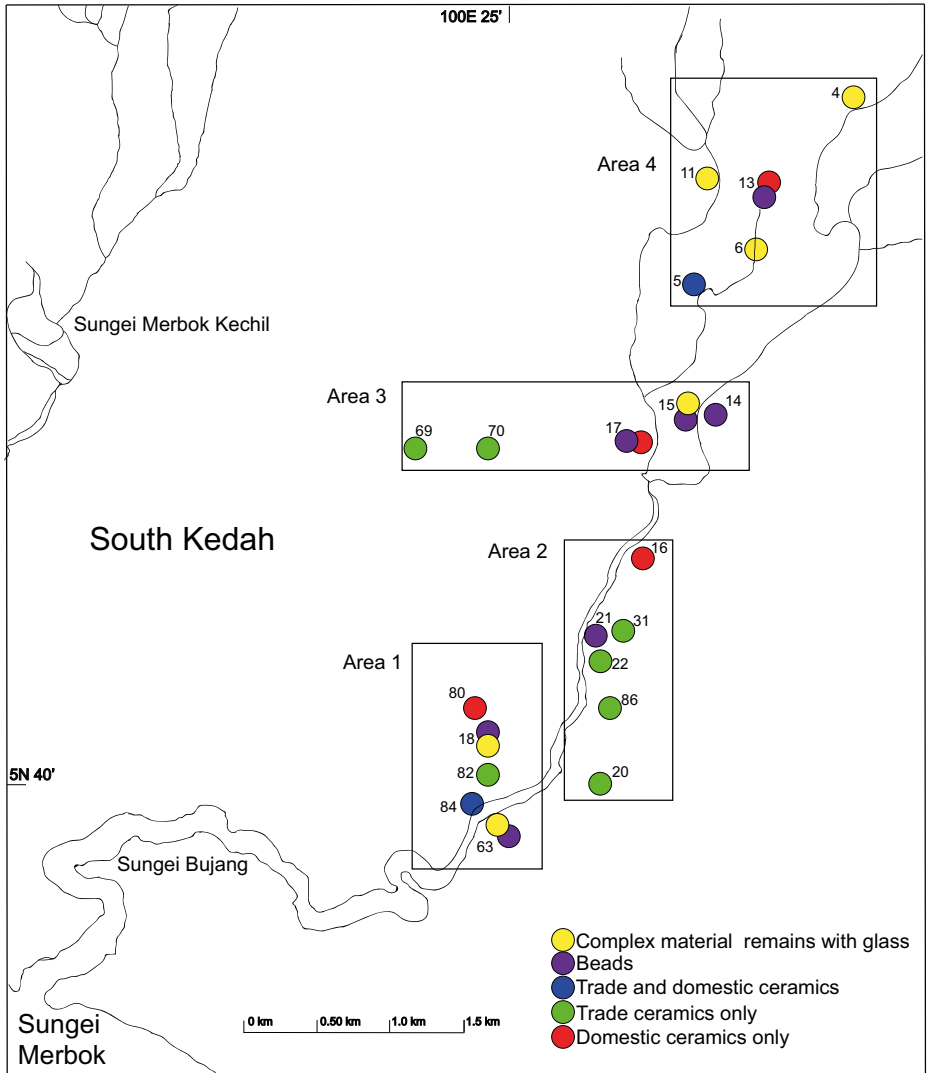 100E 25'
4
Area 4
11
13
6
5
Sungei Merbok Kechil
Area 3
15
14
69
70
17
South Kedah
Area 2
16
21
31
22
Area 1
80
86
18
82
20
5N 40'
84
63
Sungei Bujang
Complex material remains with glass
Beads
Trade and domestic ceramics
Trade ceramics only
Domestic ceramics only
Sungei
Merbok
0 km 0.50 km 1.0 km 1.5 km